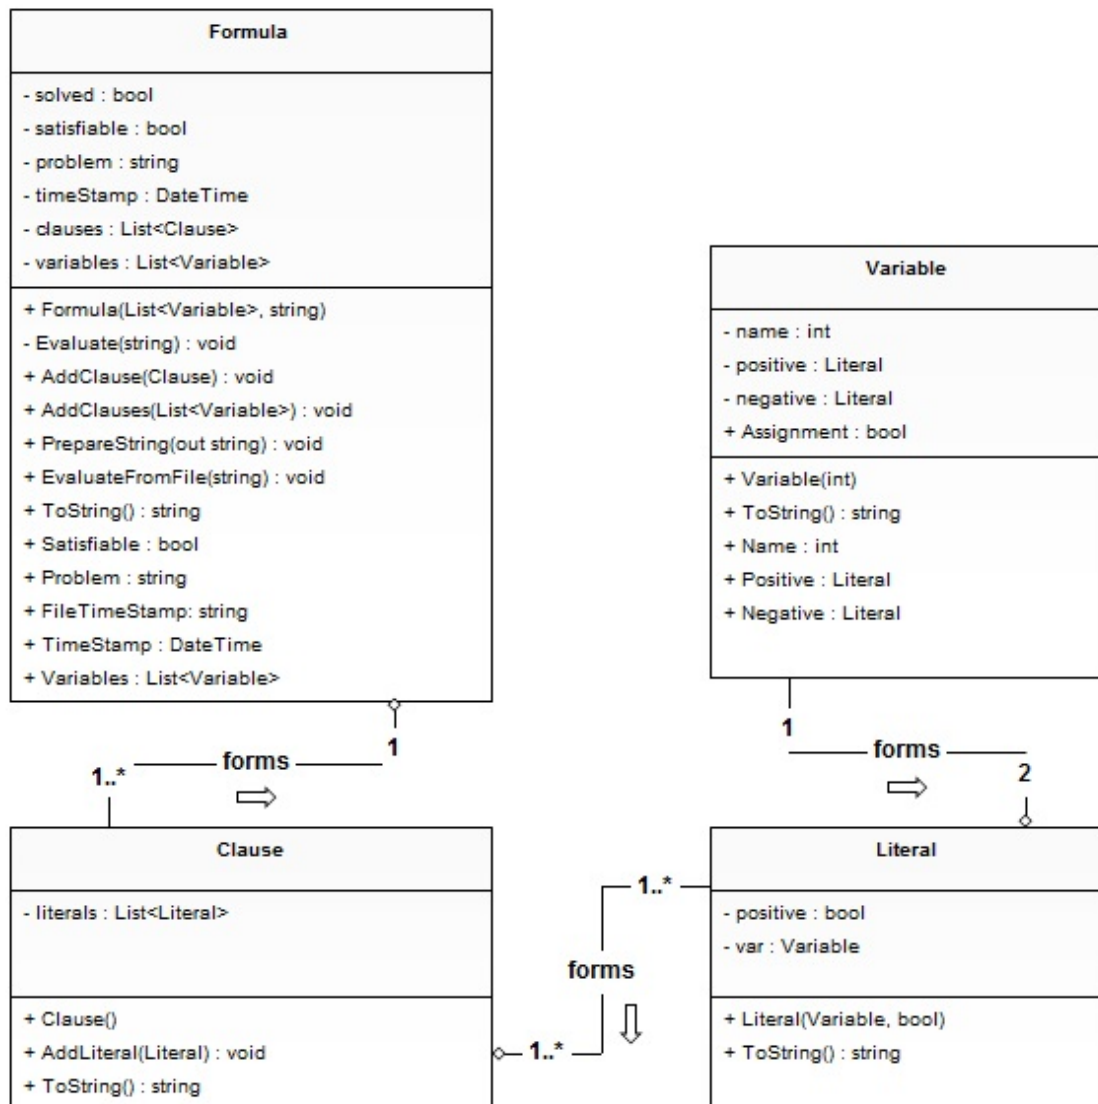 Formula
- solved : bool
- satisfiable : bool
- problem : string
- timeStamp : DateTime
- clauses : List<Clause>
- variables : List<Variable>
+ Formula(List<Variable>, string)
- Evaluate(string) : void
+ AddClause(Clause) : void
+ AddClauses(List<Variable>) : void
+ PrepareString(out string) : void
+ EvaluateFromFile(string) : void
+ ToString() : string
+ Satisfiable : bool
+ Problem : string
+ FileTimeStamp: string
+ TimeStamp : DateTime
+ Variables : List<Variable>
Variable
- name : int
- positive : Literal
- negative : Literal
+ Assignment : bool
+ Variable(int)
+ ToString() : string
+ Name : int
+ Positive : Literal
+ Negative : Literal
1
forms
1..*
1
forms
2
Clause
- literals : List<Literal>
+ Clause()
+ AddLiteral(Literal) : void
+ ToString() : string
1..*
forms
1..*
Literal
- positive : bool
- var : Variable
+ Literal(Variable, bool)
+ ToString() : string